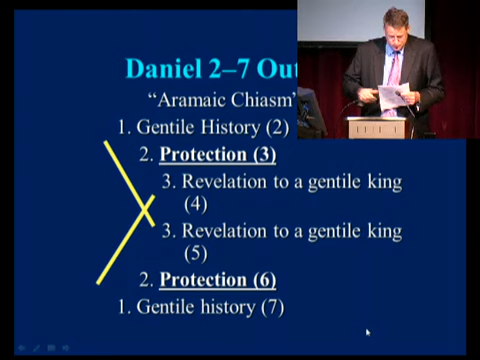 Daniel 2–7 Out
"Aramaic Chiasm"
1. Gentile History (2)
2. Protection (3)
3. Revelation to a gentile king
(4)
3. Revelation to a gentile king
(5)
2. Protection (6)
1. Gentile history (7)